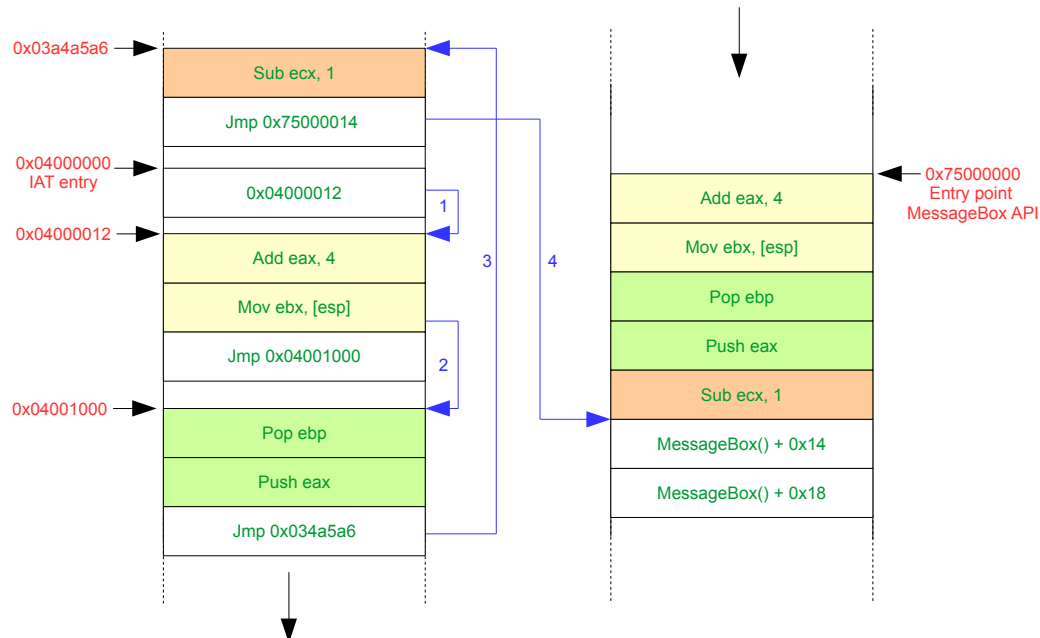 0x03a4a5a6
Sub ecx, 1
Jmp 0x75000014
0x04000000
IAT entry
0x04000012
1
0x04000012
Add eax, 4
3
4
Mov ebx, [esp]
Jmp 0x04001000
2
0x04001000
Pop ebp
Push eax
Jmp 0x034a5a6
0x75000000
Entry point
MessageBox API
Add eax, 4
Mov ebx, [esp]
Pop ebp
Push eax
Sub ecx, 1
MessageBox() + 0x14
MessageBox() + 0x18